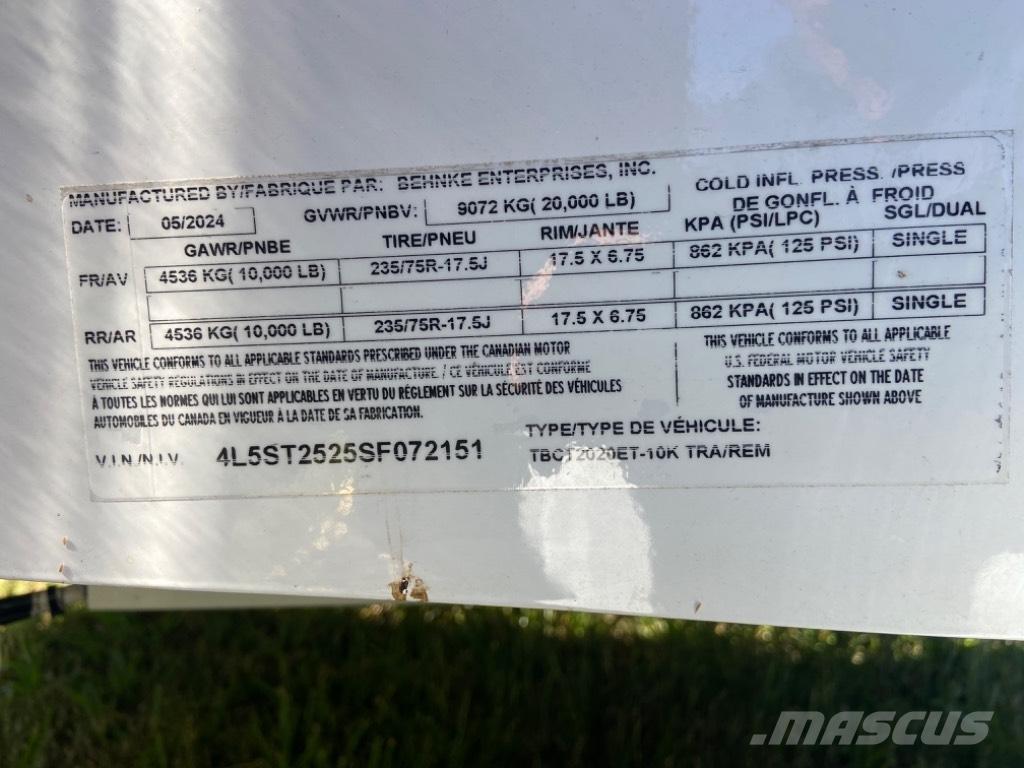 MANUFACTURED BY/FABRIQUE PAR: BEHNKE ENTERPRISES, INC.
DATE: 05/2024 GVWR/PNBV: 9072 KG( 20,000 LB)
COLD INFL. PRESS. /PRESS
DE GONFL. À FROID
GAWR/PNBE TIRE/PNEU RIM/JANTE KPA (PSI/LPC) SGL/DUAL
FR/AV 4536 KG( 10,000 LB) 235/75R-17.5J 17.5 X 6.75 862 KPA( 125 PSI) SINGLE
RR/AR 4536 KG( 10,000 LB) 235/75R-17.5J 17.5 X 6.75 862 KPA( 125 PSI) SINGLE
THIS VEHICLE CONFORMS TO ALL APPLICABLE STANDARDS PRESCRIBED UNDER THE CANADIAN MOTOR
VEHICLE SAFETY REGULATIONS IN EFFECT ON THE DATE OF MANUFACTURE. / CE VÉHICULE EST CONFORME
À TOUTES LES NORMES QUI LUI SONT APPLICABLES EN VERTU DU RÉGLEMENT SUR LA SÉCURITÉ DES VÉHICULES
AUTOMOBILES DU CANADA EN VIGUEUR À LA DATE DE SA FABRICATION.
THIS VEHICLE CONFORMS TO ALL APPLICABLE
U.S. FEDERAL MOTOR VEHICLE SAFETY
STANDARDS IN EFFECT ON THE DATE
OF MANUFACTURE SHOWN ABOVE
V.I.N./N.I.V. 4L5ST2525SF072151
TYPE/TYPE DE VÉHICULE:
TBCT2020ET-10K TRA/REM
MASCUS